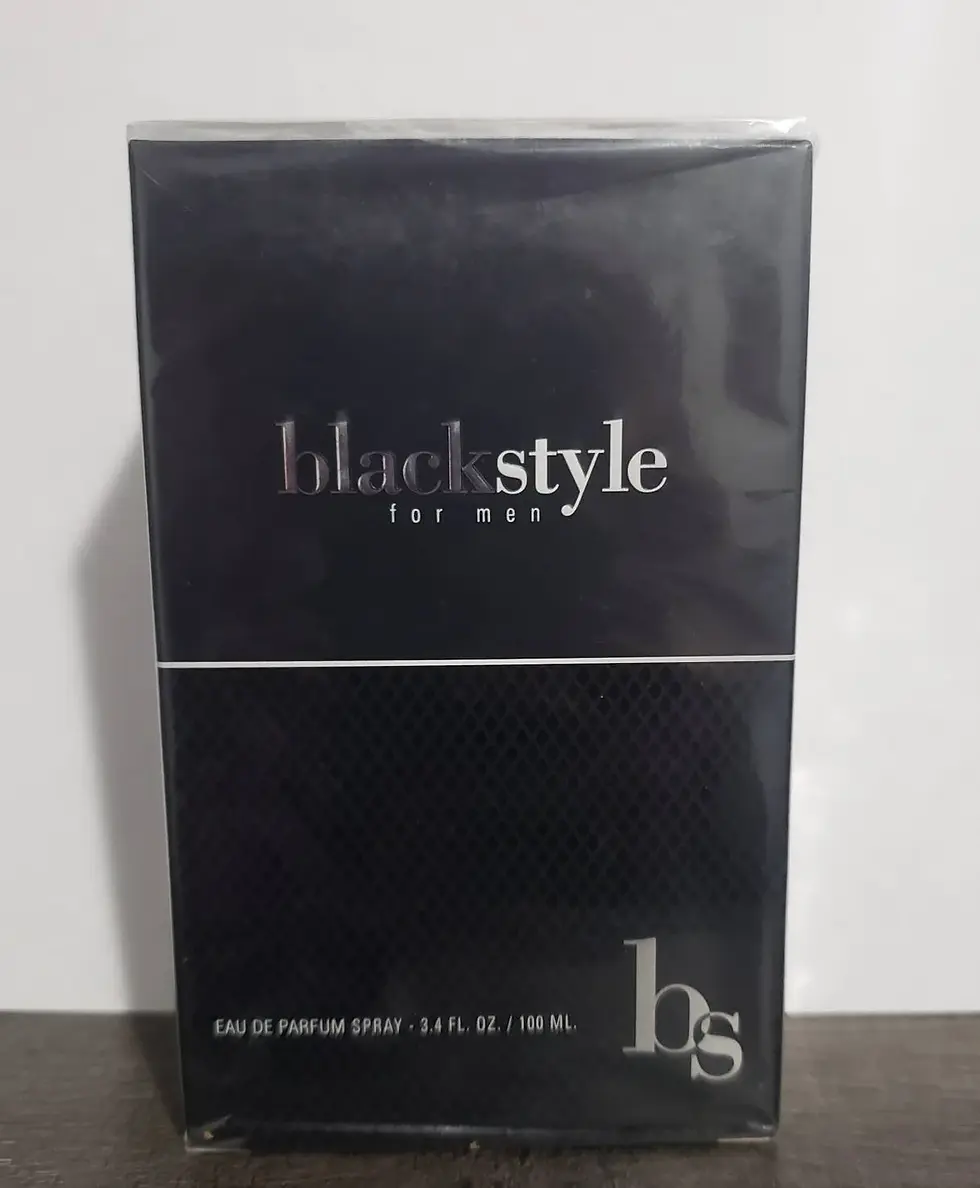 blackstyle
for men
EAU DE PARFUM SPRAY • 3.4 FL. OZ. / 100 ML.
bs